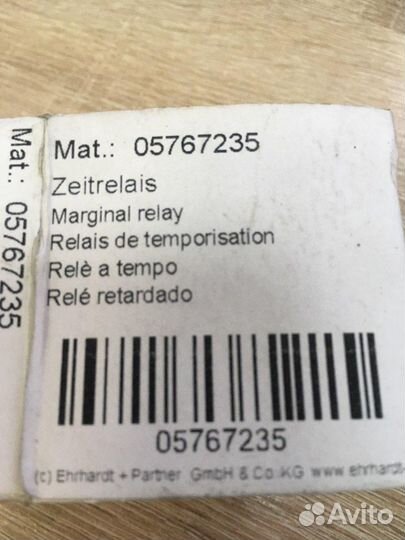 Mat.: 05767235
Zeitrelais
Marginal relay
Relais de temporisation
Relè a tempo
Relé retardado
05767235
(c) Ehrhardt + Partner GmbH & Co.KG www.ehrhardt-
Mat.: 05767235
Avito